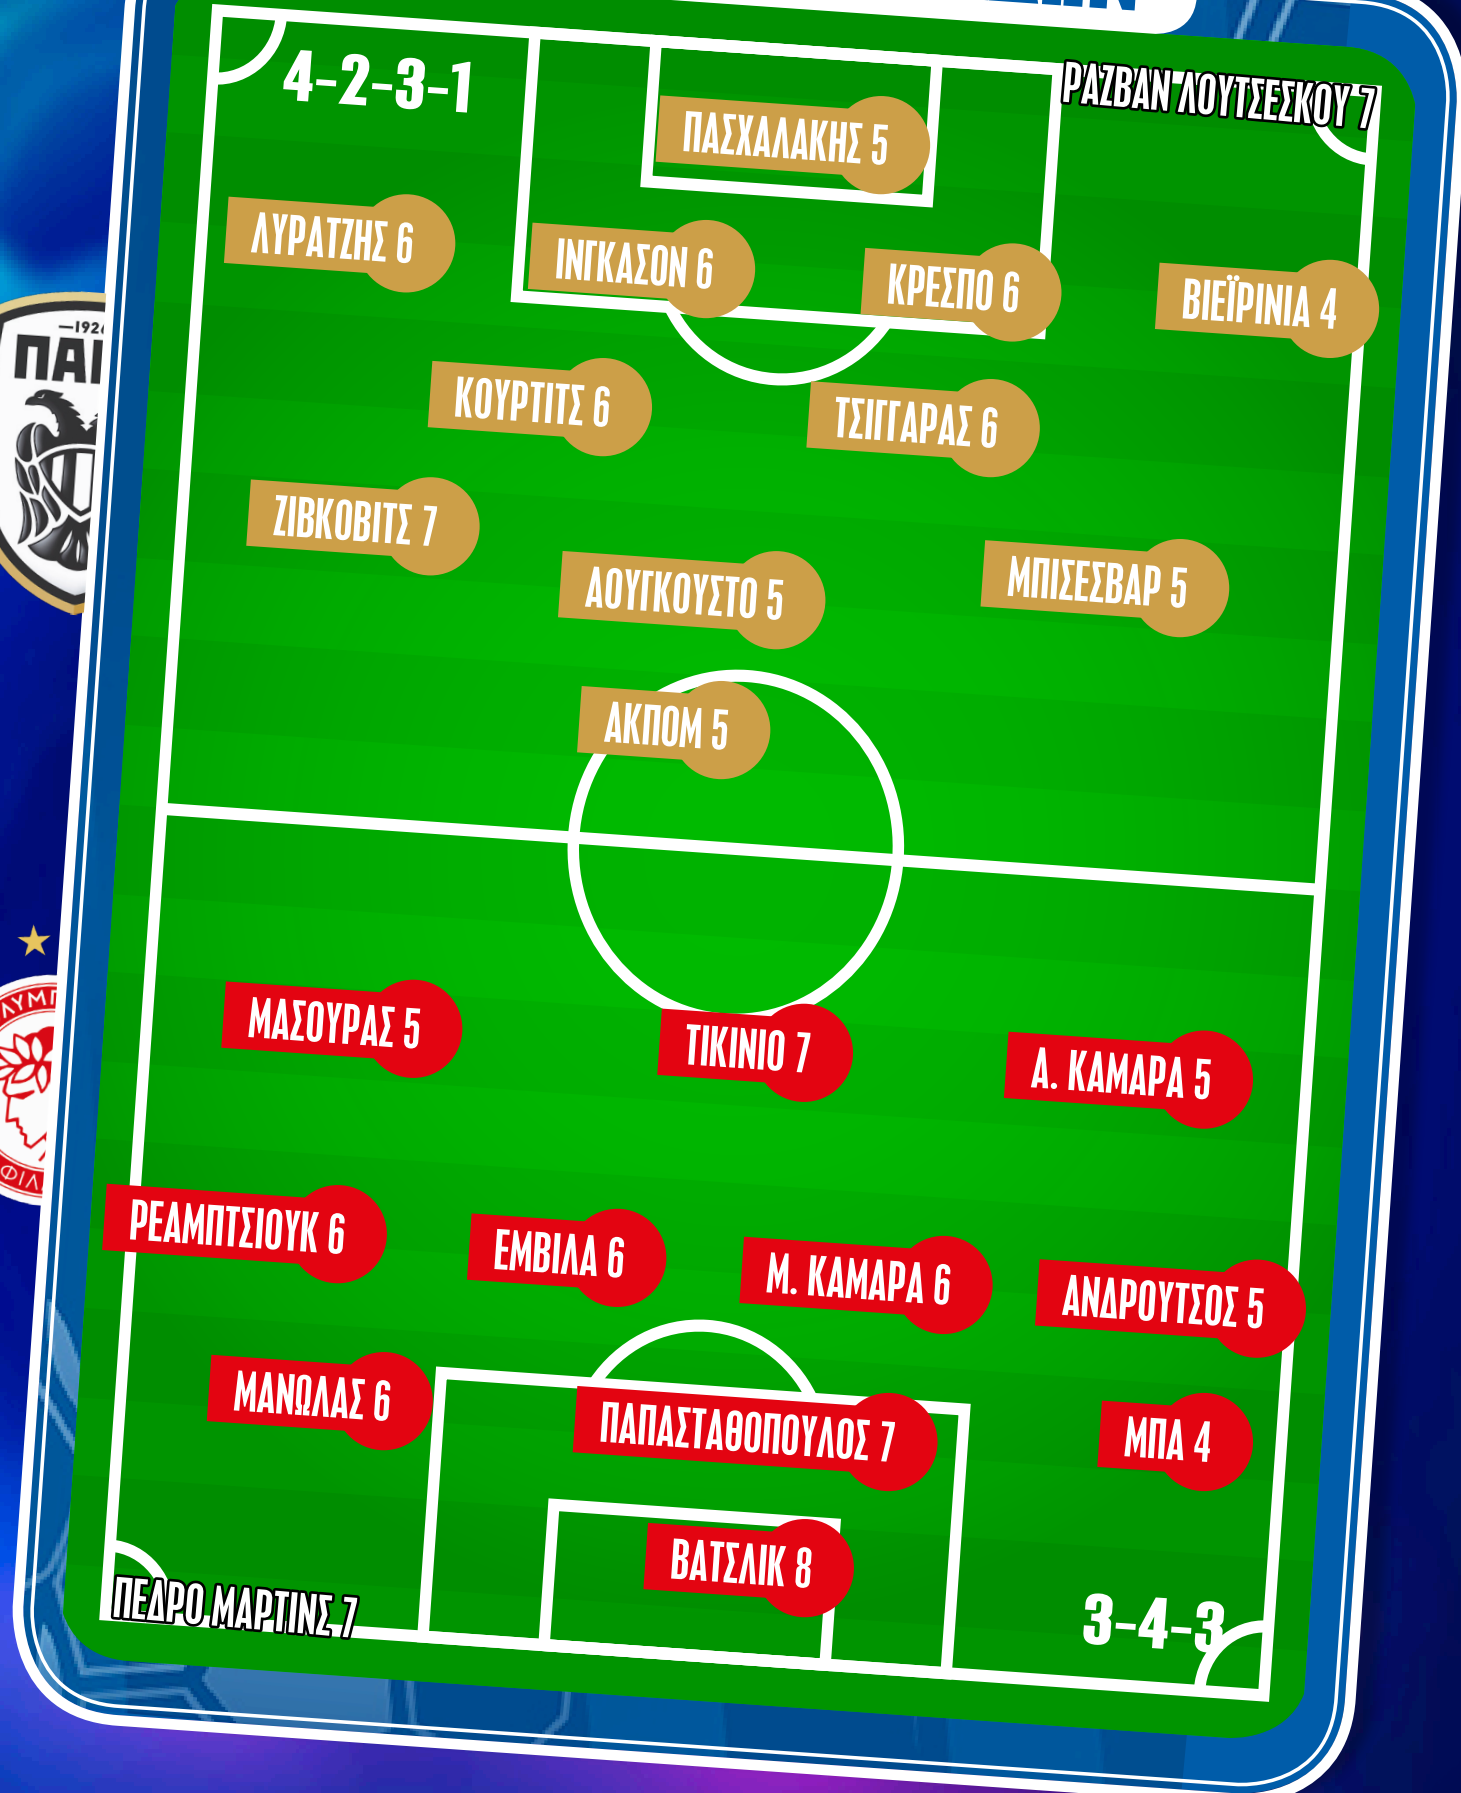 4-2-3-1
ΡΑΖΒΑΝ ΛΟΥΤΣΕΣΚΟΥ 7
ΠΑΣΧΑΛΑΚΗΣ 5
ΛΥΡΑΤΖΗΣ 6
ΙΝΓΚΑΣΟΝ 6
ΚΡΕΣΠΟ 6
ΒΙΕΪΡΙΝΙΑ 4
ΚΟΥΡΤΙΤΣ 6
ΤΣΙΓΓΑΡΑΣ 6
ΖΙΒΚΟΒΙΤΣ 7
ΑΟΥΓΚΟΥΣΤΟ 5
ΜΠΙΣΕΣΒΑΡ 5
ΑΚΠΟΜ 5
ΜΑΣΟΥΡΑΣ 5
ΤΙΚΙΝΙΟ 7
Α. ΚΑΜΑΡΑ 5
ΡΕΑΜΠΤΣΙΟΥΚ 6
ΕΜΒΙΛΑ 6
Μ. ΚΑΜΑΡΑ 6
ΑΝΔΡΟΥΤΣΟΣ 5
ΜΑΝΩΛΑΣ 6
ΠΑΠΑΣΤΑΘΟΠΟΥΛΟΣ 7
ΜΠΑ 4
ΒΑΤΣΛΙΚ 8
ΠΕΔΡΟ ΜΑΡΤΙΝΣ 7
3-4-3